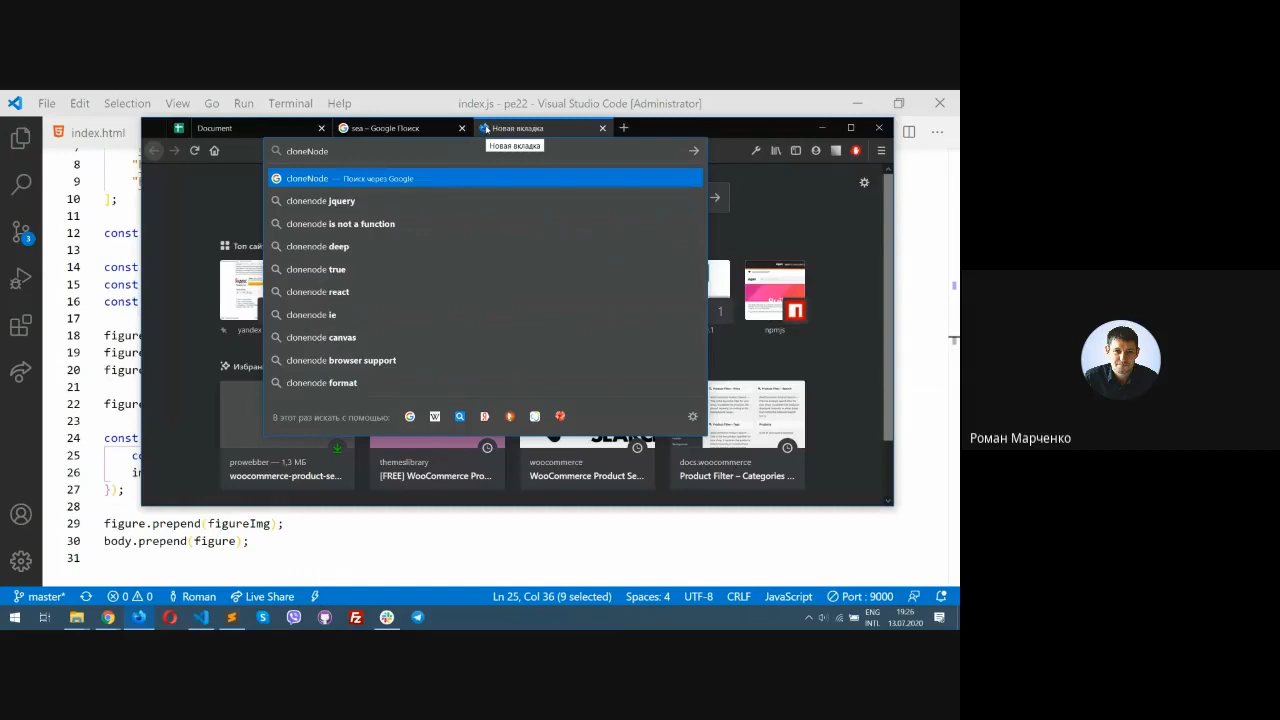 File Edit Selection View Go Run Terminal Help
index.js - pe22 - Visual Studio Code [Administrator]
index.html
Document
sea – Google Поиск
Новая вкладка
Новая вкладка
cloneNode
cloneNode — Поиск через Google
clonenode jquery
clonenode is not a function
clonenode deep
clonenode true
clonenode react
clonenode ie
clonenode canvas
clonenode browser support
clonenode format
В этот раз искать с помощью:
Топ сай
Избран
yandex
npmjs
prowebber — 1,3 МБ
woocommerce-product-se...
themeslibrary
[FREE] WooCommerce Pro...
woocommerce
WooCommerce Product Se...
docs.woocommerce
Product Filter – Categories ...
8
9
10 ];
11
12 const
13
14 const
15 const
16 const
17
18 figure
19 figure
20 figure
21
22 figure
23
24 const
25 co
26 in
27 });
28
29 figure.prepend(figureImg);
30 body.prepend(figure);
31
3
master* 0 0 Roman Live Share
Ln 25, Col 36 (9 selected) Spaces: 4 UTF-8 CRLF JavaScript Port : 9000
ENG
INTL
19:26
13.07.2020
Роман Марченко